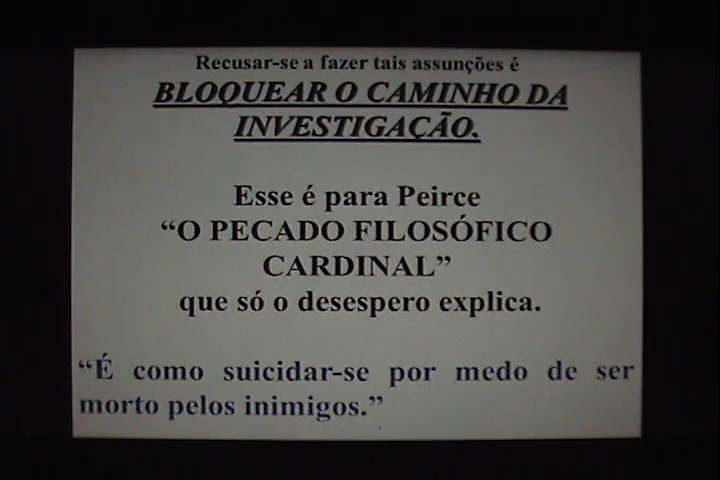 Recusar-se a fazer tais assunções é
BLOQUEAR O CAMINHO DA
INVESTIGAÇÃO.
Esse é para Peirce
“O PECADO FILOSÓFICO
CARDINAL”
que só o desespero explica.
“É como suicidar-se por medo de ser
morto pelos inimigos.”